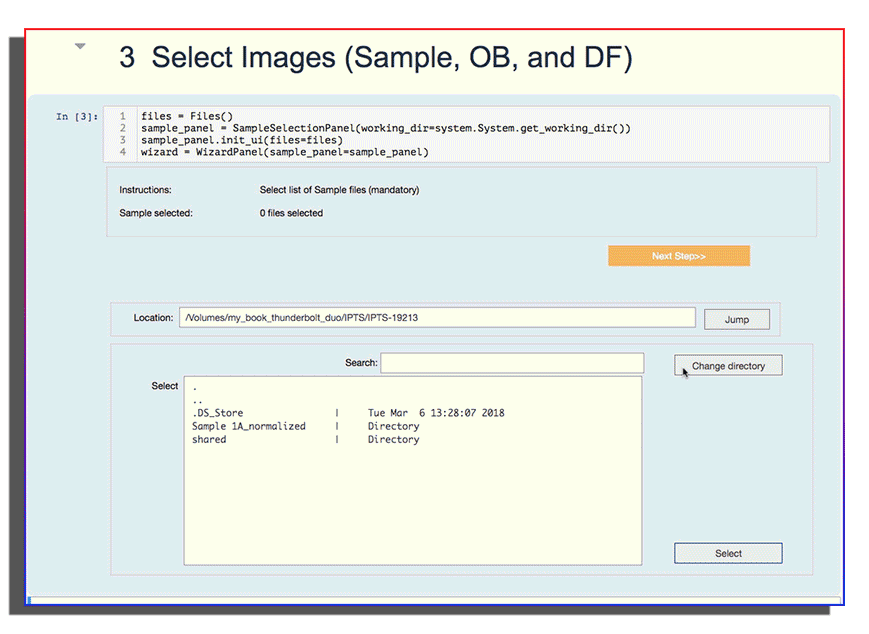 3 Select Images (Sample, OB, and DF)
In [3]:
1 files = Files()
2 sample_panel = SampleSelectionPanel(working_dir=system.System.get_working_dir())
3 sample_panel.init_ui(files=files)
4 wizard = WizardPanel(sample_panel=sample_panel)
Instructions: Select list of Sample files (mandatory)
Sample selected: 0 files selected
Next Step>>
Location: /Volumes/my_book_thunderbolt_duo/IPTS/IPTS-19213 Jump
Search: Change directory
Select .
..
.DS_Store | Tue Mar 6 13:28:07 2018
Sample 1A_normalized | Directory
shared | Directory
Select